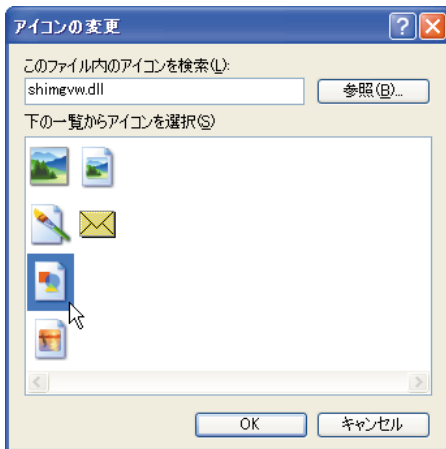 アイコンの変更
このファイル内のアイコンを検索(L):
shimgvw.dll
参照(B)...
下の一覧からアイコンを選択(S)
OK
キャンセル